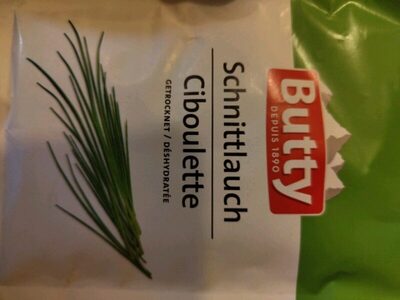 Butty
DEPUIS 1890
Schnittlauch
Ciboulette
GETROCKNET / DÉSHYDRATÉE